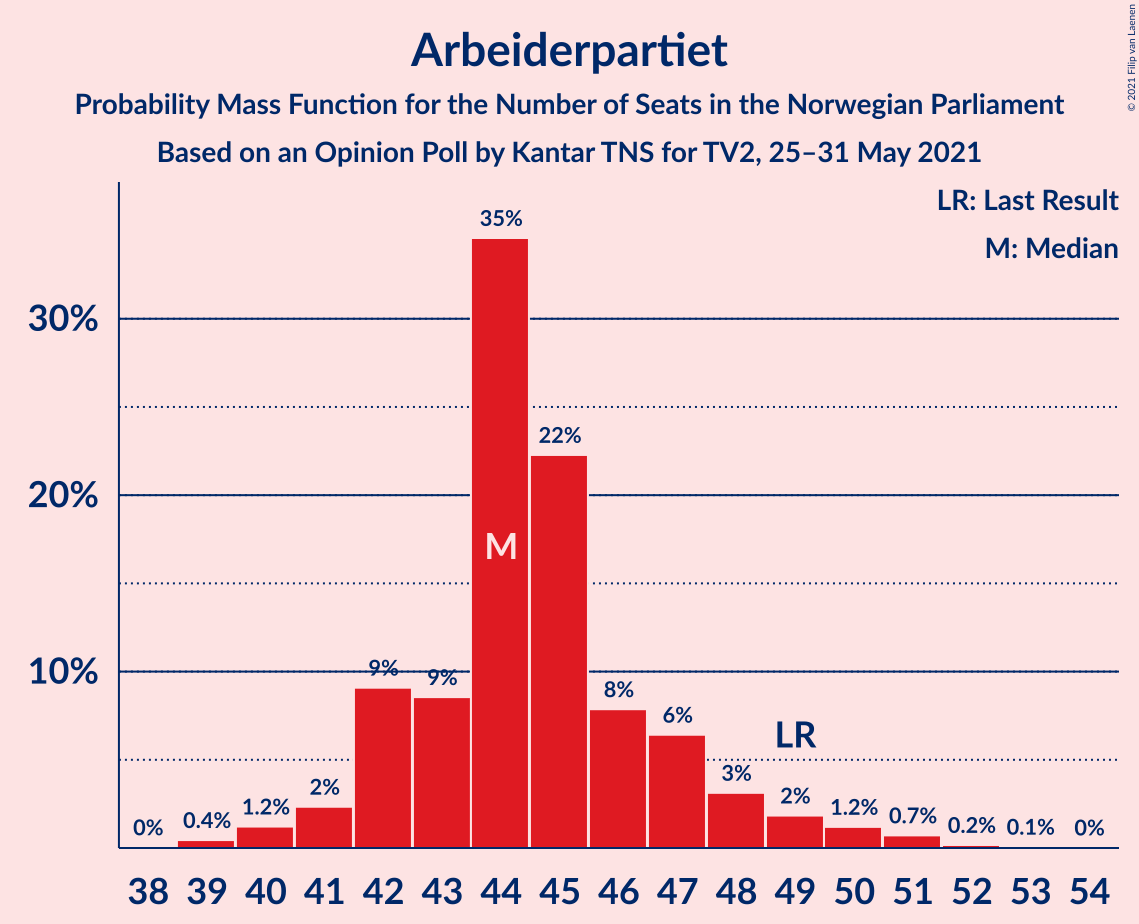 Arbeiderpartiet
Probability Mass Function for the Number of Seats in the Norwegian Parliament
Based on an Opinion Poll by Kantar TNS for TV2, 25–31 May 2021
© 2021 Filip van Laenen
LR: Last Result
M: Median
30%
20%
10%
0%
0.4%
1.2%
2%
9%
9%
35%
22%
8%
6%
3%
2%
1.2%
0.7%
0.2%
0.1%
0%
M
LR
38 39 40 41 42 43 44 45 46 47 48 49 50 51 52 53 54